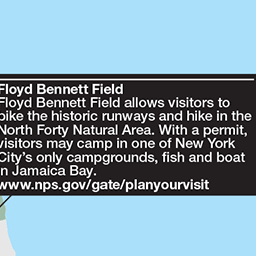 Floyd Bennett Field
Floyd Bennett Field allows visitors to
bike the historic runways and hike in the
North Forty Natural Area. With a permit,
visitors may camp in one of New York
City's only campgrounds, fish and boat
in Jamaica Bay.
www.nps.gov/gate/planyourvisit